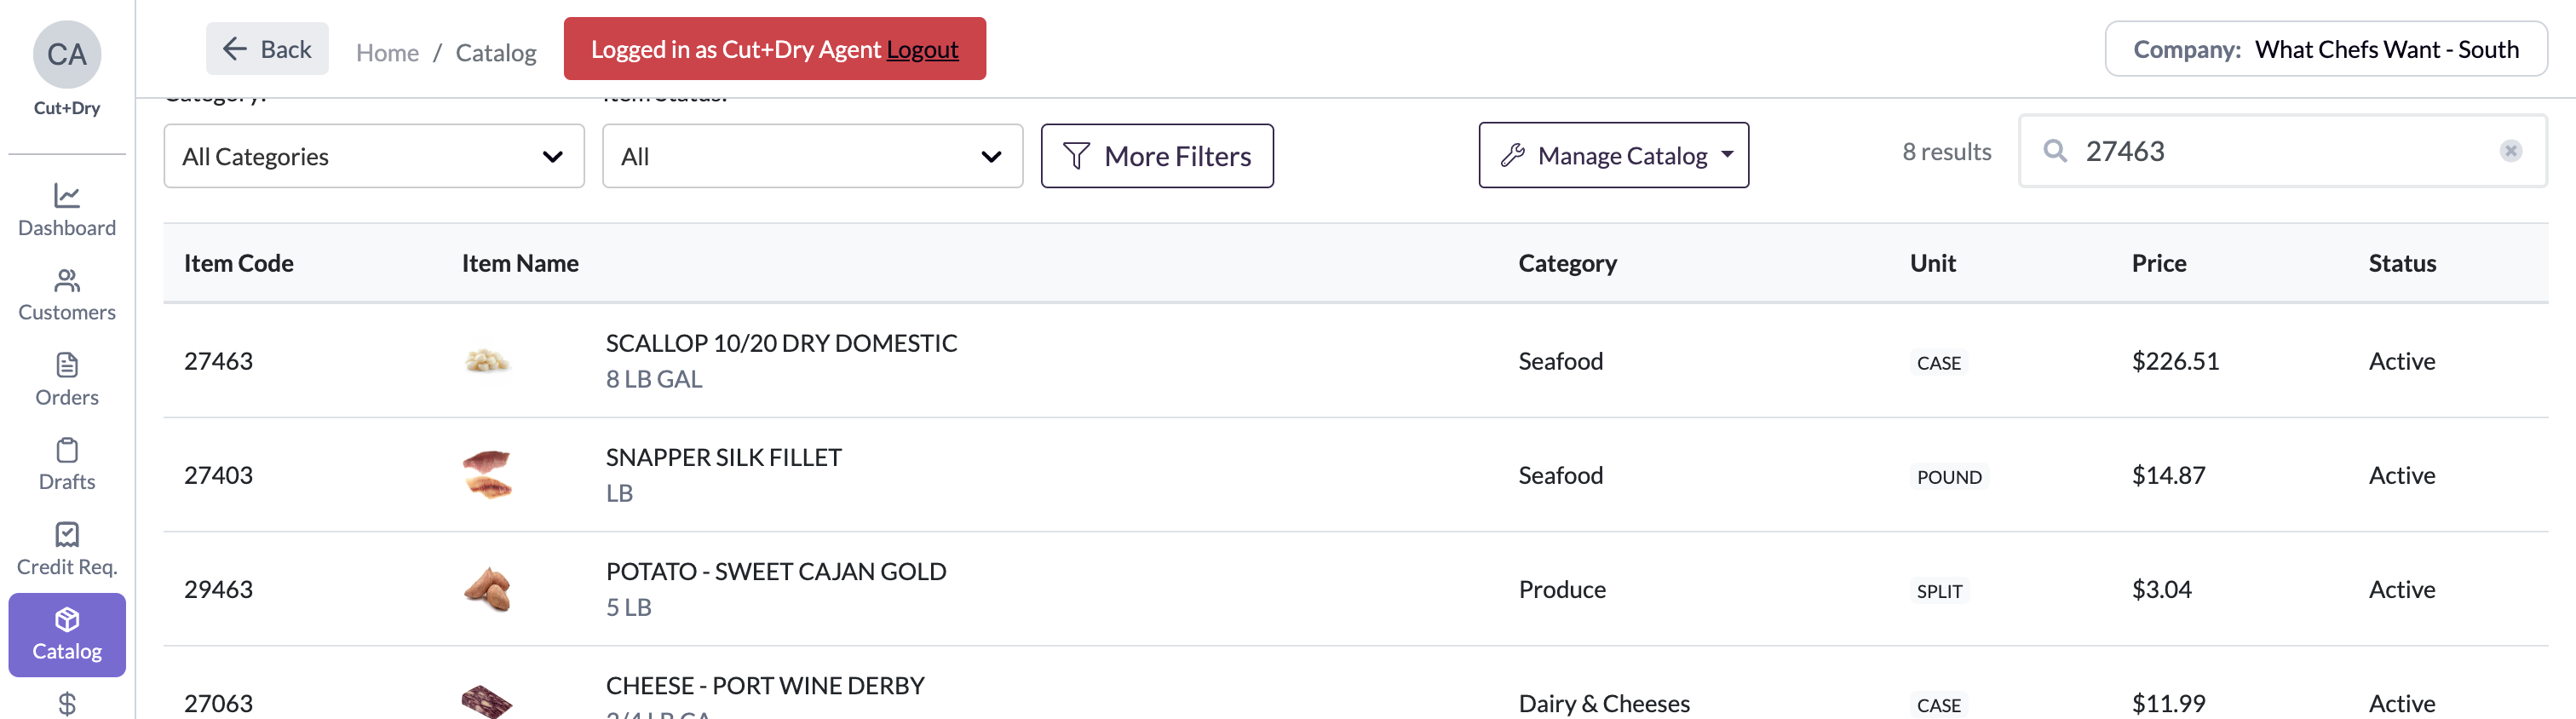 CA
Cut+Dry
Back
Home / Catalog
Logged in as Cut+Dry Agent Logout
Company: What Chefs Want - South
Category:
Item Status:
All Categories
All
More Filters
Manage Catalog
8 results
27463
Dashboard
Customers
Orders
Drafts
Credit Req.
Catalog
$
Item Code Item Name Category Unit Price Status
27463 SCALLOP 10/20 DRY DOMESTIC Seafood CASE $226.51 Active
8 LB GAL
27403 SNAPPER SILK FILLET Seafood POUND $14.87 Active
LB
29463 POTATO - SWEET CAJAN GOLD Produce SPLIT $3.04 Active
5 LB
27063 CHEESE - PORT WINE DERBY Dairy & Cheeses CASE $11.99 Active